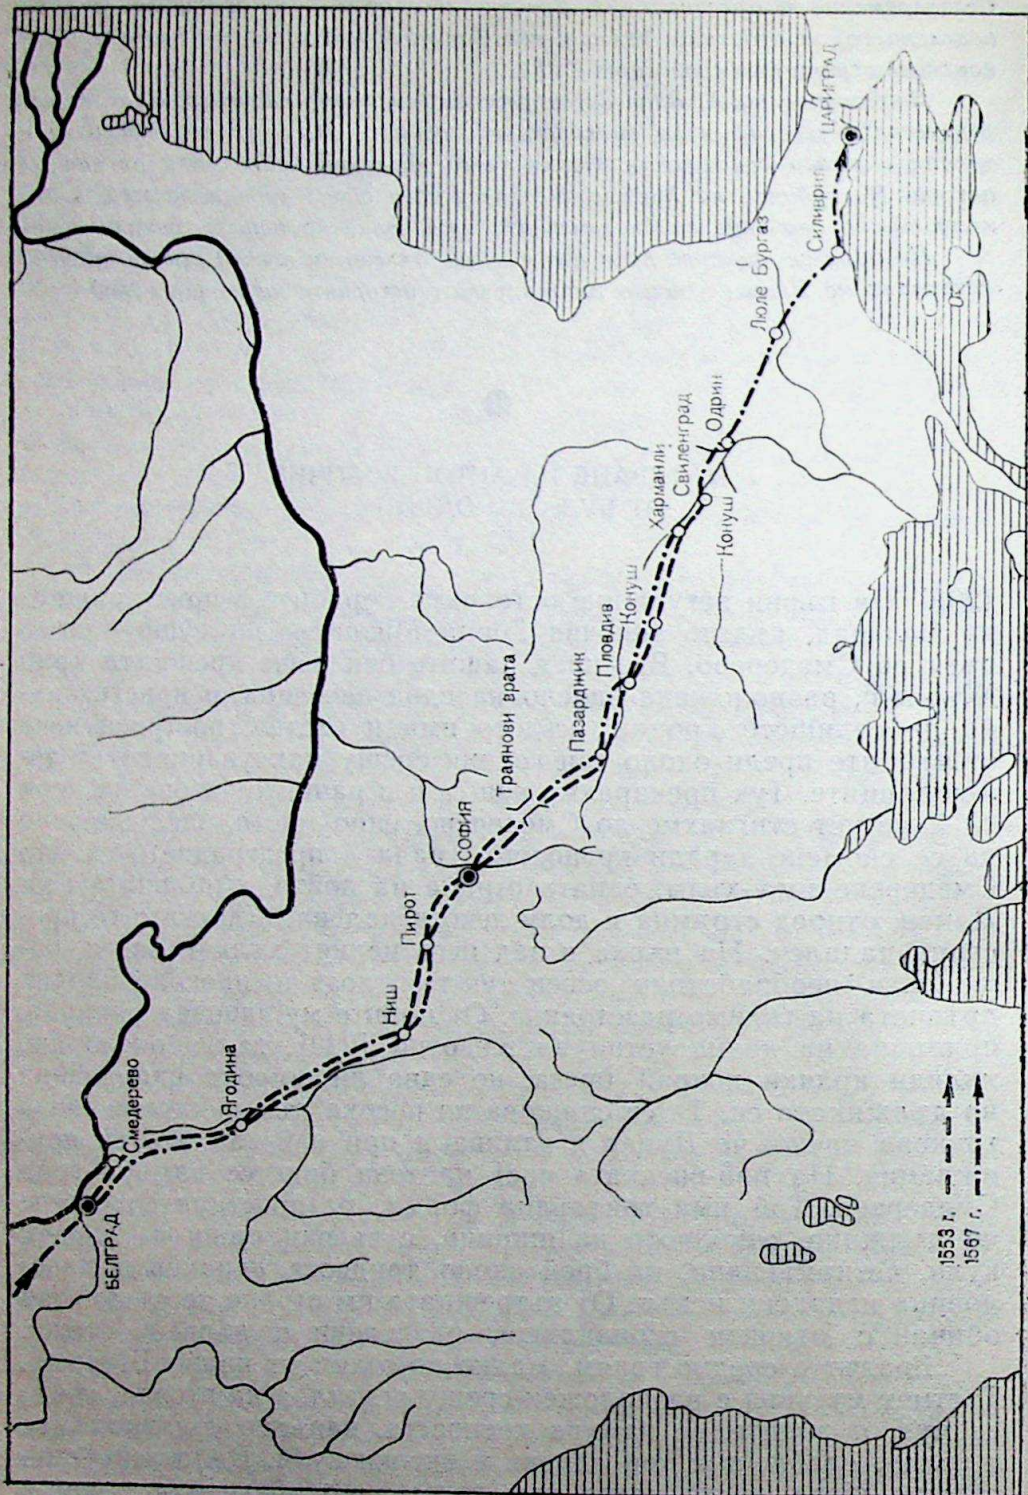 БЕЛГРАД
Смедерево
Ягодина
Ниш
Пирот
СОФИЯ
Траянови врата
Пазарджик
Пловдив
Конуш
Харманли
Свиленград
Конуш
Одрин
Люле Бургаз
Силиврия
ЦАРИГРАД
1553 г.
1567 г.